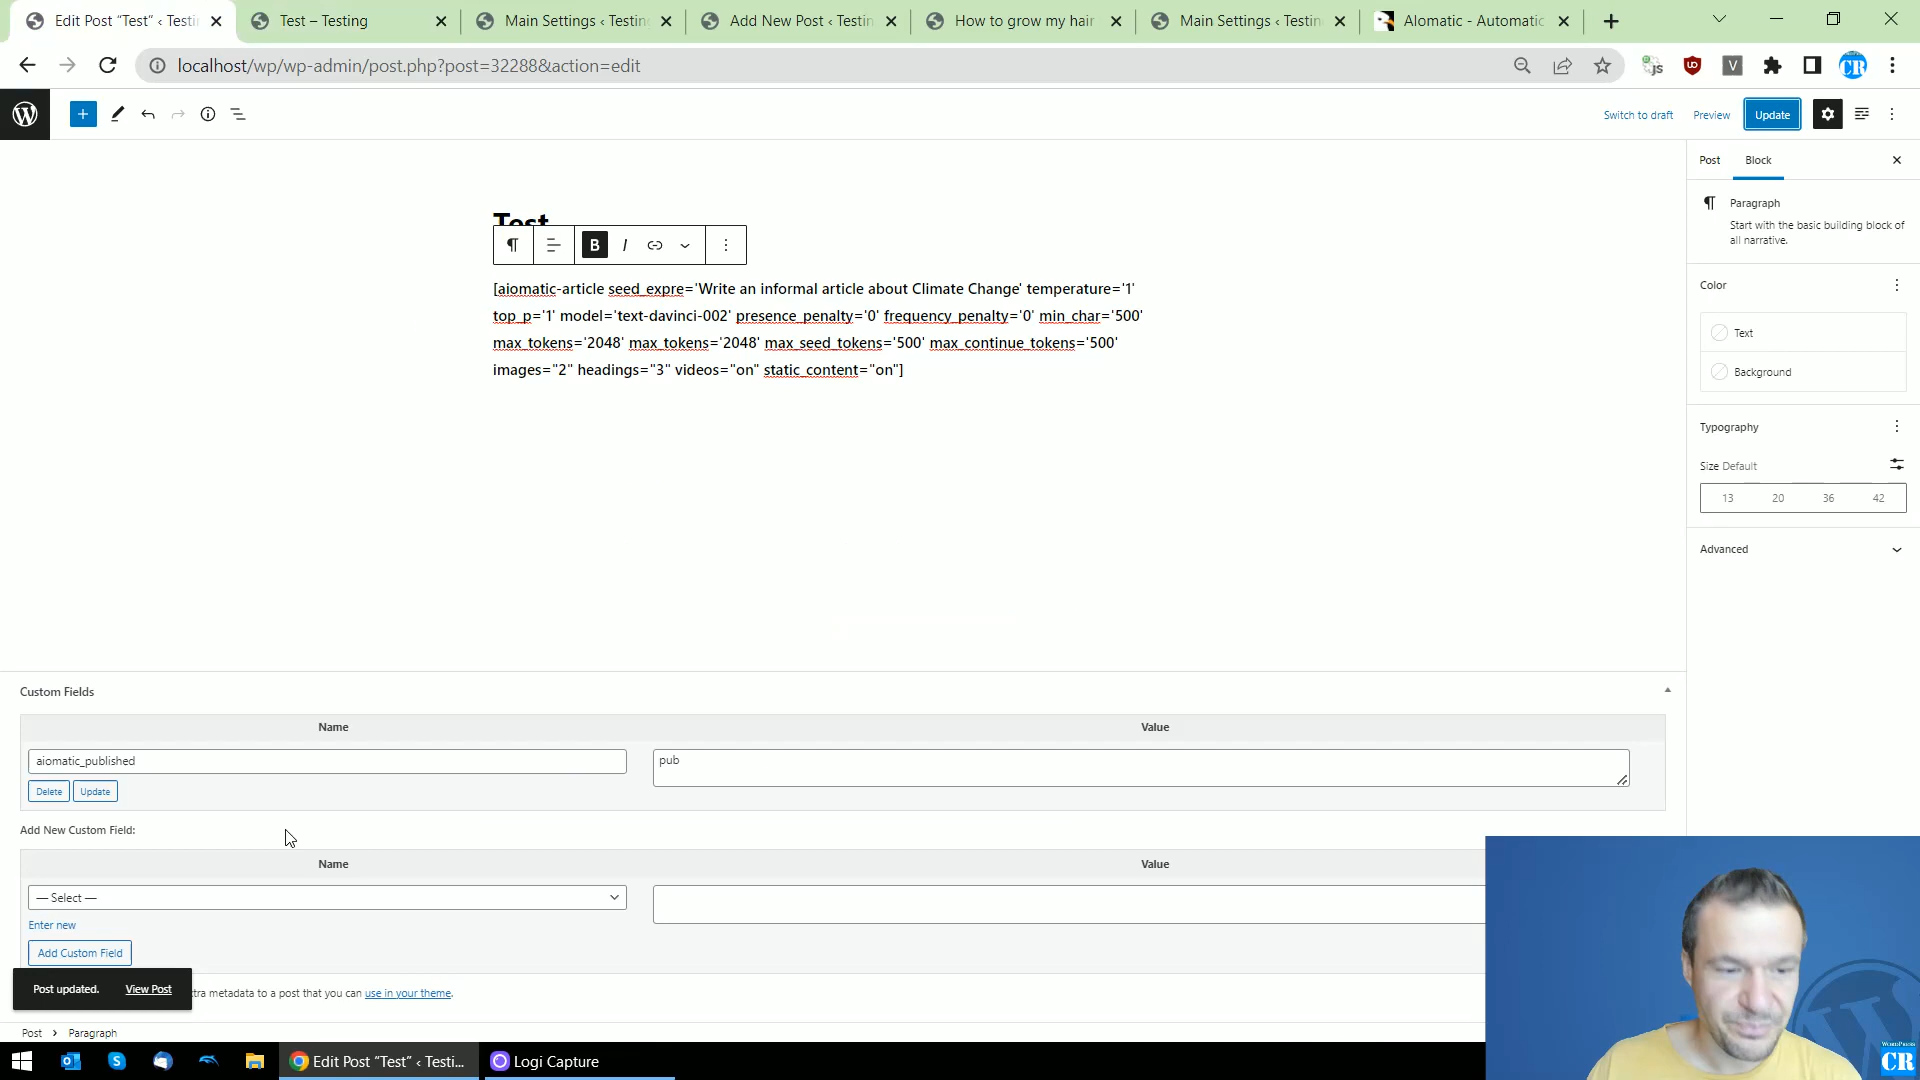 Edit Post “Test” ‹ Testin
Test – Testing
Main Settings ‹ Testing
Add New Post ‹ Testin
How to grow my hair
Main Settings ‹ Testin
AIomatic - Automatic
localhost/wp/wp-admin/post.php?post=32288&action=edit
Switch to draft
Preview
Update
Post
Block
Paragraph
Start with the basic building block of
all narrative.
Test
B I
[aiomatic-article seed_expre='Write an informal article about Climate Change' temperature='1'
top_p='1' model='text-davinci-002' presence_penalty='0' frequency_penalty='0' min_char='500'
max_tokens='2048' max_tokens='2048' max_seed_tokens='500' max_continue_tokens='500'
images="2" headings="3" videos="on" static_content="on"]
Color
Text
Background
Typography
Size Default
13 20 36 42
Advanced
Custom Fields
Name
Value
aiomatic_published
pub
Delete
Update
Add New Custom Field:
Name
Value
— Select —
Enter new
Add Custom Field
Post updated.
View Post
tra metadata to a post that you can use in your theme.
Post › Paragraph
Edit Post “Test” ‹ Testi...
Logi Capture
WORDPRESS
CR